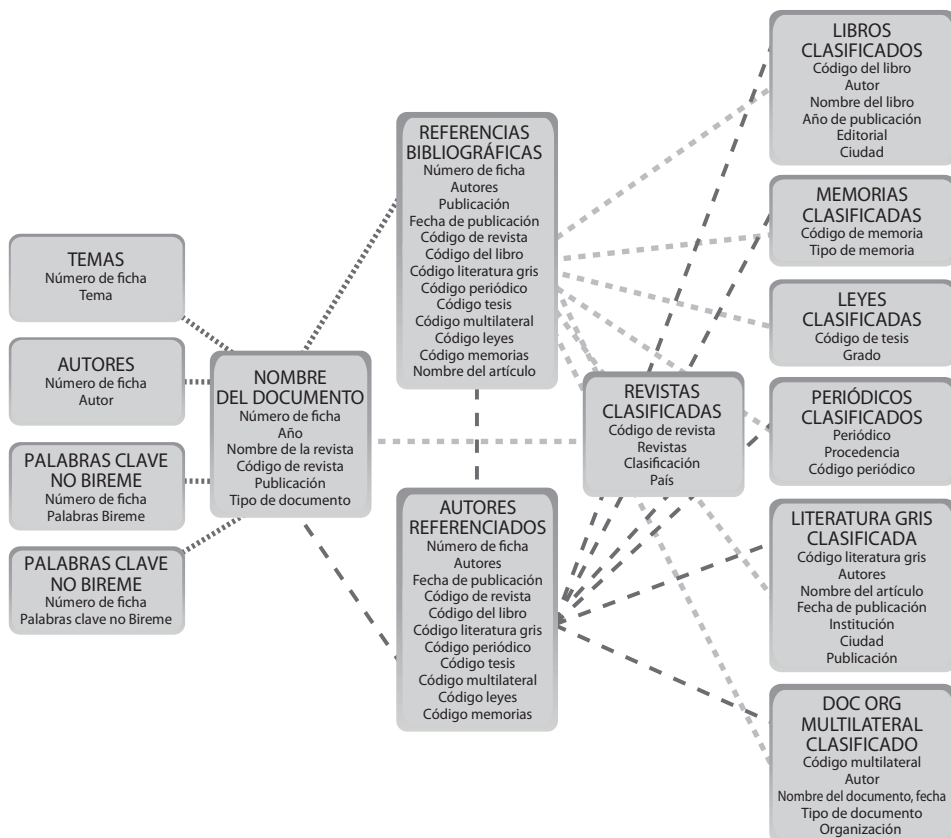 TEMAS
Número de ficha
Tema
AUTORES
Número de ficha
Autor
PALABRAS CLAVE
NO BIREME
Número de ficha
Palabras Bireme
PALABRAS CLAVE
NO BIREME
Número de ficha
Palabras clave no Bireme
NOMBRE
DEL DOCUMENTO
Número de ficha
Año
Nombre de la revista
Código de revista
Publicación
Tipo de documento
REFERENCIAS
BIBLIOGRÁFICAS
Número de ficha
Autores
Publicación
Fecha de publicación
Código de revista
Código del libro
Código literatura gris
Código periódico
Código tesis
Código multilateral
Código leyes
Código memorias
Nombre del artículo
AUTORES
REFERENCIADOS
Número de ficha
Autores
Fecha de publicación
Código de revista
Código del libro
Código literatura gris
Código periódico
Código tesis
Código multilateral
Código leyes
Código memorias
REVISTAS
CLASIFICADAS
Código de revista
Revistas
Clasificación
País
LIBROS
CLASIFICADOS
Código del libro
Autor
Nombre del libro
Año de publicación
Editorial
Ciudad
MEMORIAS
CLASIFICADAS
Código de memoria
Tipo de memoria
LEYES
CLASIFICADAS
Código de tesis
Grado
PERIÓDICOS
CLASIFICADOS
Periódico
Procedencia
Código periódico
LITERATURA GRIS
CLASIFICADA
Código literatura gris
Autores
Nombre del artículo
Fecha de publicación
Institución
Ciudad
Publicación
DOC ORG
MULTILATERAL
CLASIFICADO
Código multilateral
Autor
Nombre del documento, fecha
Tipo de documento
Organización